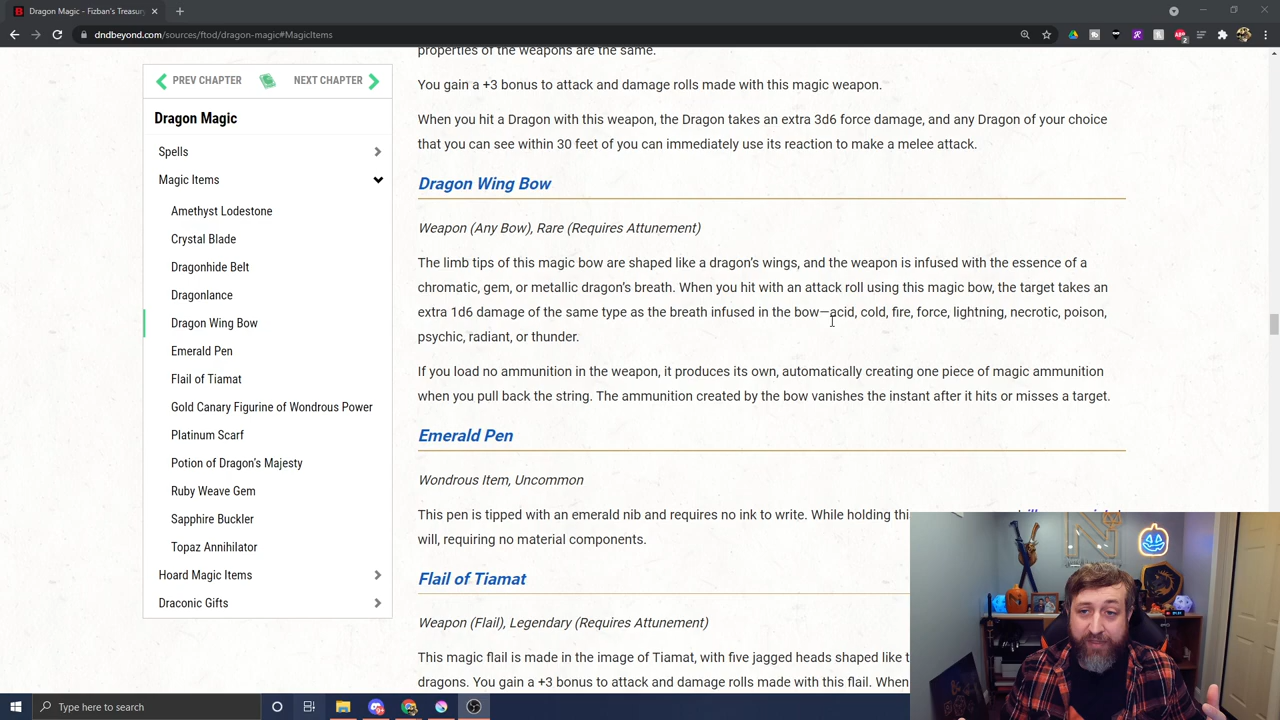 Dragon Magic - Fizban's Treasury
dndbeyond.com/sources/ftod/dragon-magic#MagicItems
PREV CHAPTER
NEXT CHAPTER
Dragon Magic
Spells
Magic Items
Amethyst Lodestone
Crystal Blade
Dragonhide Belt
Dragonlance
Dragon Wing Bow
Emerald Pen
Flail of Tiamat
Gold Canary Figurine of Wondrous Power
Platinum Scarf
Potion of Dragon's Majesty
Ruby Weave Gem
Sapphire Buckler
Topaz Annihilator
Hoard Magic Items
Draconic Gifts
properties of the weapons are the same.
You gain a +3 bonus to attack and damage rolls made with this magic weapon.
When you hit a Dragon with this weapon, the Dragon takes an extra 3d6 force damage, and any Dragon of your choice
that you can see within 30 feet of you can immediately use its reaction to make a melee attack.
Dragon Wing Bow
Weapon (Any Bow), Rare (Requires Attunement)
The limb tips of this magic bow are shaped like a dragon's wings, and the weapon is infused with the essence of a
chromatic, gem, or metallic dragon's breath. When you hit with an attack roll using this magic bow, the target takes an
extra 1d6 damage of the same type as the breath infused in the bow—acid, cold, fire, force, lightning, necrotic, poison,
psychic, radiant, or thunder.
If you load no ammunition in the weapon, it produces its own, automatically creating one piece of magic ammunition
when you pull back the string. The ammunition created by the bow vanishes the instant after it hits or misses a target.
Emerald Pen
Wondrous Item, Uncommon
This pen is tipped with an emerald nib and requires no ink to write. While holding
will, requiring no material components.
Flail of Tiamat
Weapon (Flail), Legendary (Requires Attunement)
This magic flail is made in the image of Tiamat, with five jagged heads shaped like
dragons. You gain a +3 bonus to attack and damage rolls made with this flail. When
Type here to search